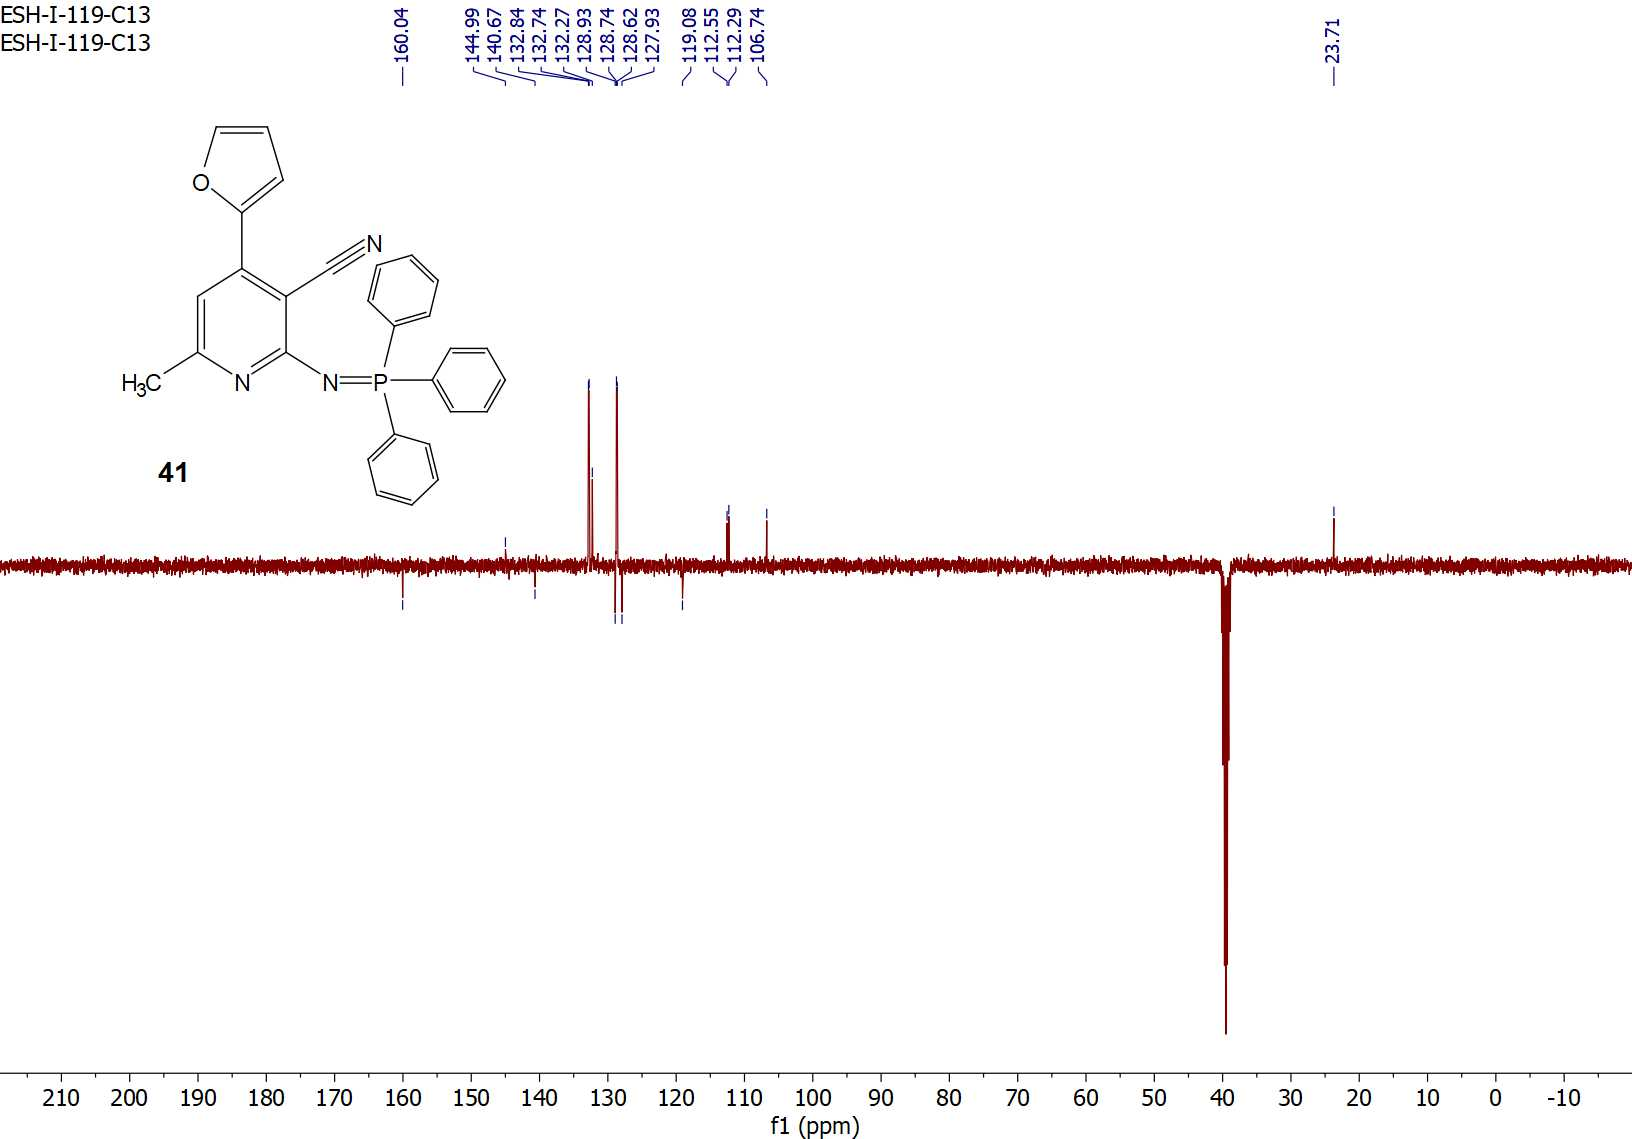 ESH-I-119-C13
ESH-I-119-C13
160.04
144.99
140.67
132.84
132.74
132.27
128.93
128.74
128.62
127.93
119.08
112.55
112.29
106.74
23.71
O
N
H3C
N
N
P
41
210 200 190 180 170 160 150 140 130 120 110 100 90 80 70 60 50 40 30 20 10 0 -10
f1 (ppm)